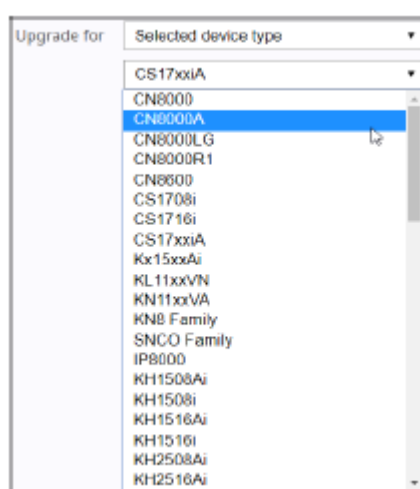 Upgrade for Selected device type
CS17xxiA
CN8000
CN8000A
CN8000LG
CN8000R1
CN8600
CS1708i
CS1716i
CS17xxiA
Kx15xxAi
KL11xxVN
KN11xxVA
KN8 Family
SNCO Family
IP8000
KH1508Ai
KH1508i
KH1516Ai
KH1516i
KH2508Ai
KH2516Ai